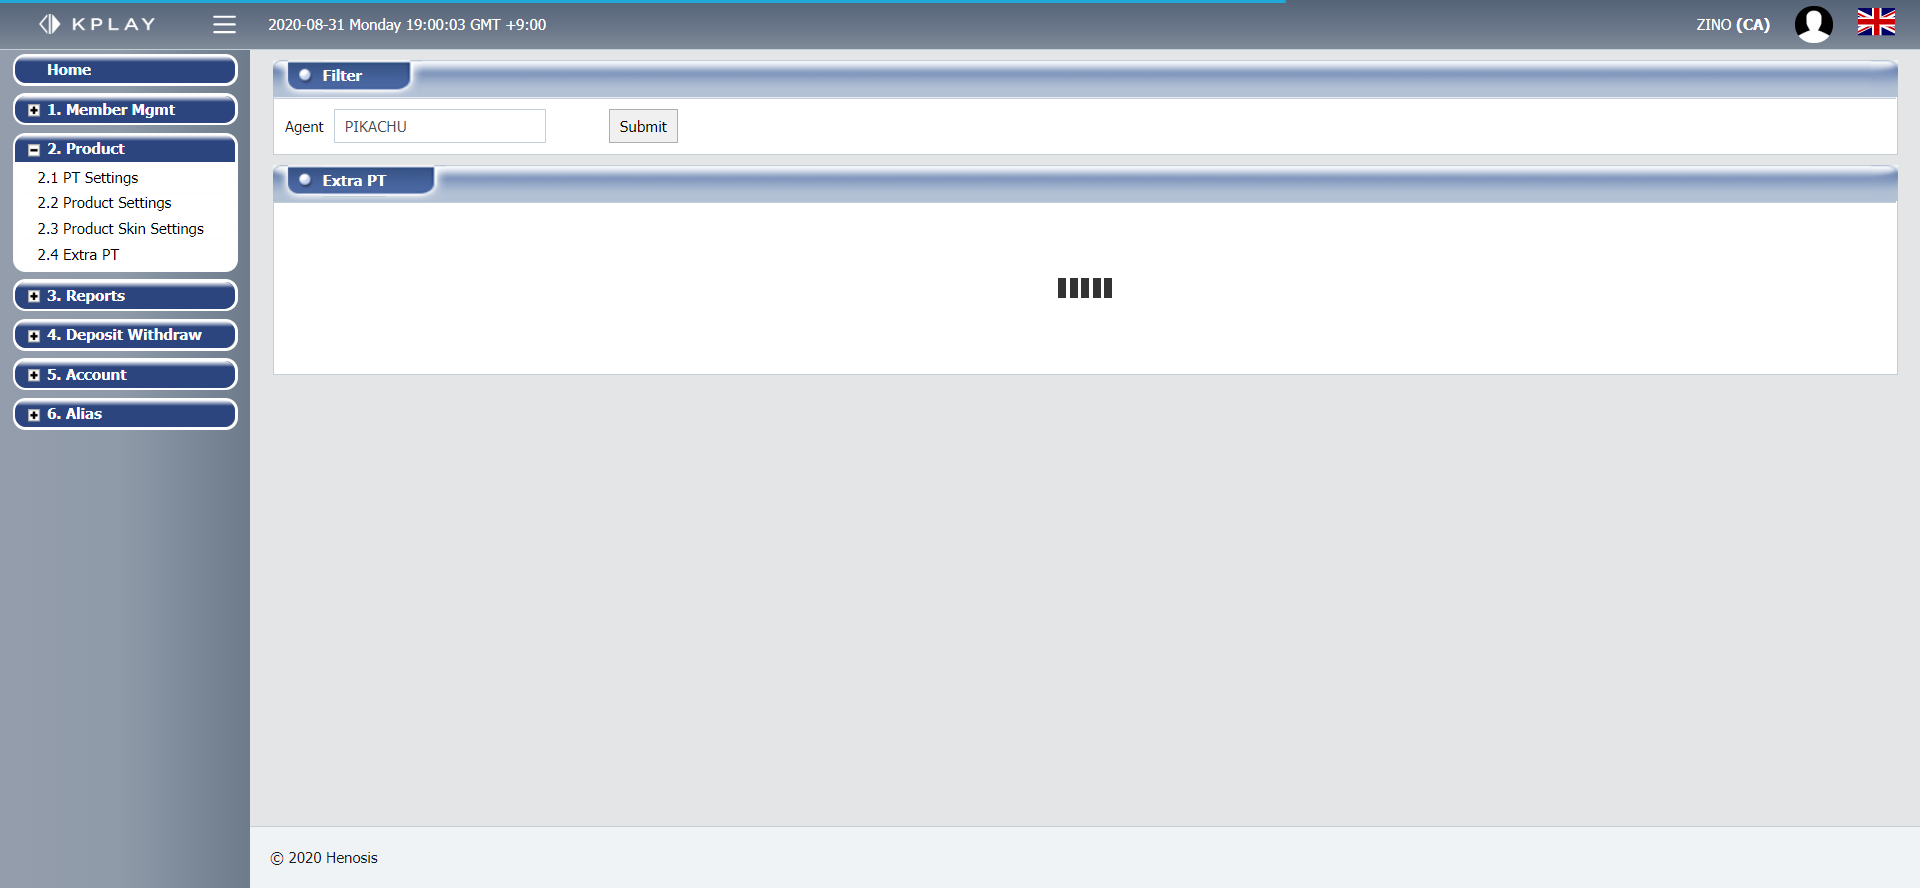 KPLAY
2020-08-31 Monday 19:00:03 GMT +9:00
ZINO (CA)
Home
1. Member Mgmt
2. Product
2.1 PT Settings
2.2 Product Settings
2.3 Product Skin Settings
2.4 Extra PT
3. Reports
4. Deposit Withdraw
5. Account
6. Alias
Filter
Agent PIKACHU Submit
Extra PT
© 2020 Henosis